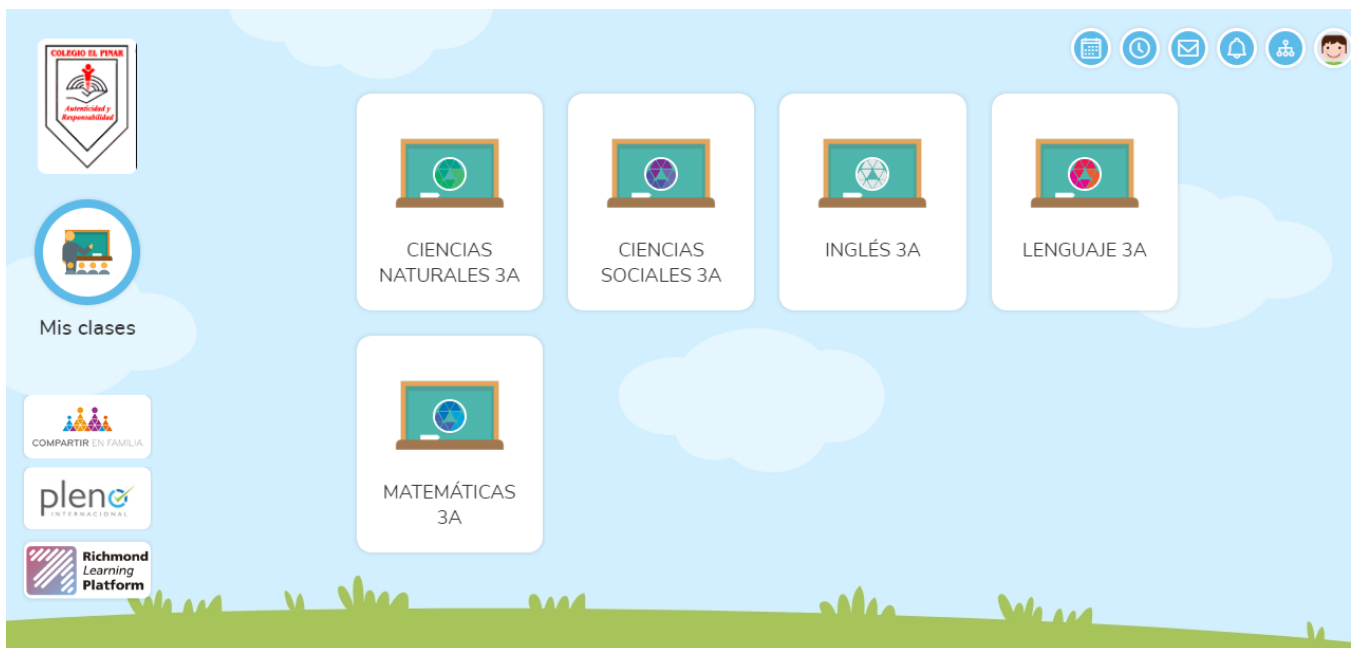 COLEGIO EL PINAR
Autenticidad y
Responsabilidad
Mis clases
COMPARTIR EN FAMILIA
pleno
INTERNACIONAL
Richmond
Learning
Platform
CIENCIAS
NATURALES 3A
CIENCIAS
SOCIALES 3A
INGLÉS 3A
LENGUAJE 3A
MATEMÁTICAS
3A